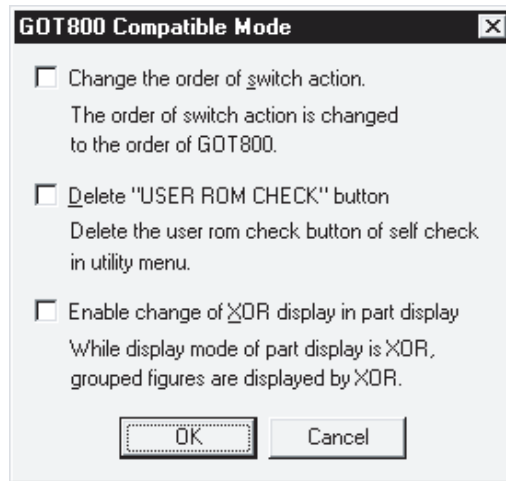 GOT800 Compatible Mode
Change the order of switch action.
The order of switch action is changed
to the order of GOT800.
Delete "USER ROM CHECK" button
Delete the user rom check button of self check
in utility menu.
Enable change of XOR display in part display
While display mode of part display is XOR,
grouped figures are displayed by XOR.
OK Cancel